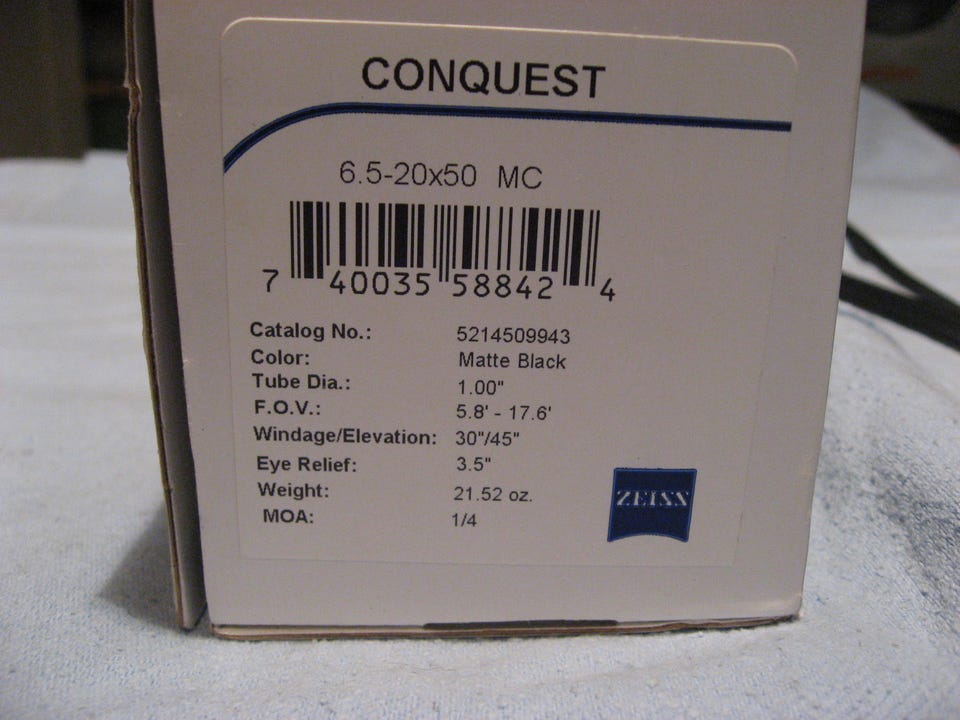 CONQUEST
6.5-20x50 MC
7 40035 58842 4
Catalog No.: 5214509943
Color: Matte Black
Tube Dia.: 1.00"
F.O.V.: 5.8' - 17.6'
Windage/Elevation: 30"/45"
Eye Relief: 3.5"
Weight: 21.52 oz.
MOA: 1/4
ZEISS